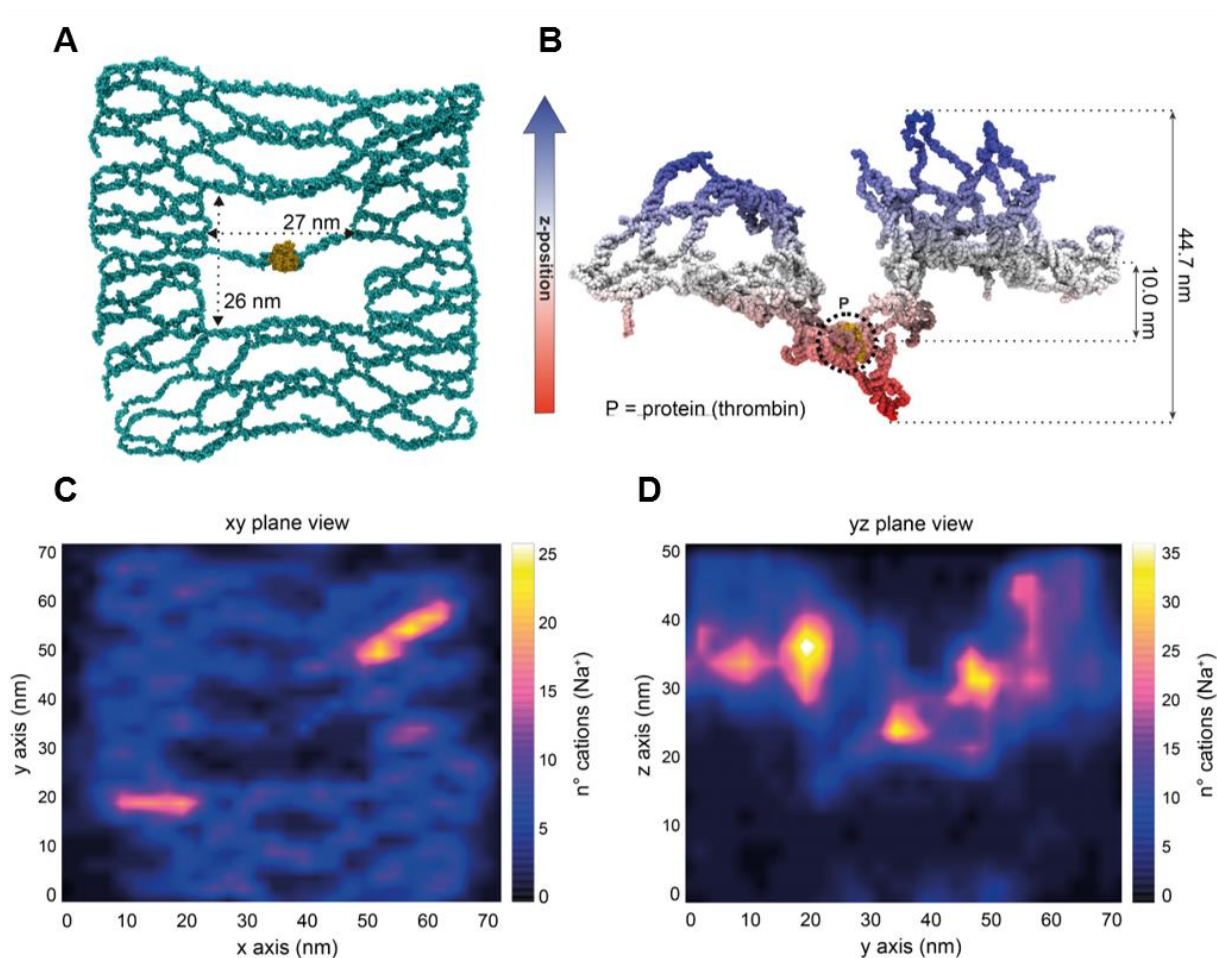 A
B
27 nm
26 nm
z-position
P
44.7 nm
10.0 nm
P = protein (thrombin)
C
D
xy plane view
yz plane view
70
60
50
40
30
20
10
0
y axis (nm)
0 10 20 30 40 50 60 70
x axis (nm)
25
20
15
10
5
0
n° cations (Na⁺)
50
40
30
20
10
0
z axis (nm)
0 10 20 30 40 50 60 70
y axis (nm)
35
30
25
20
15
10
5
0
n° cations (Na⁺)